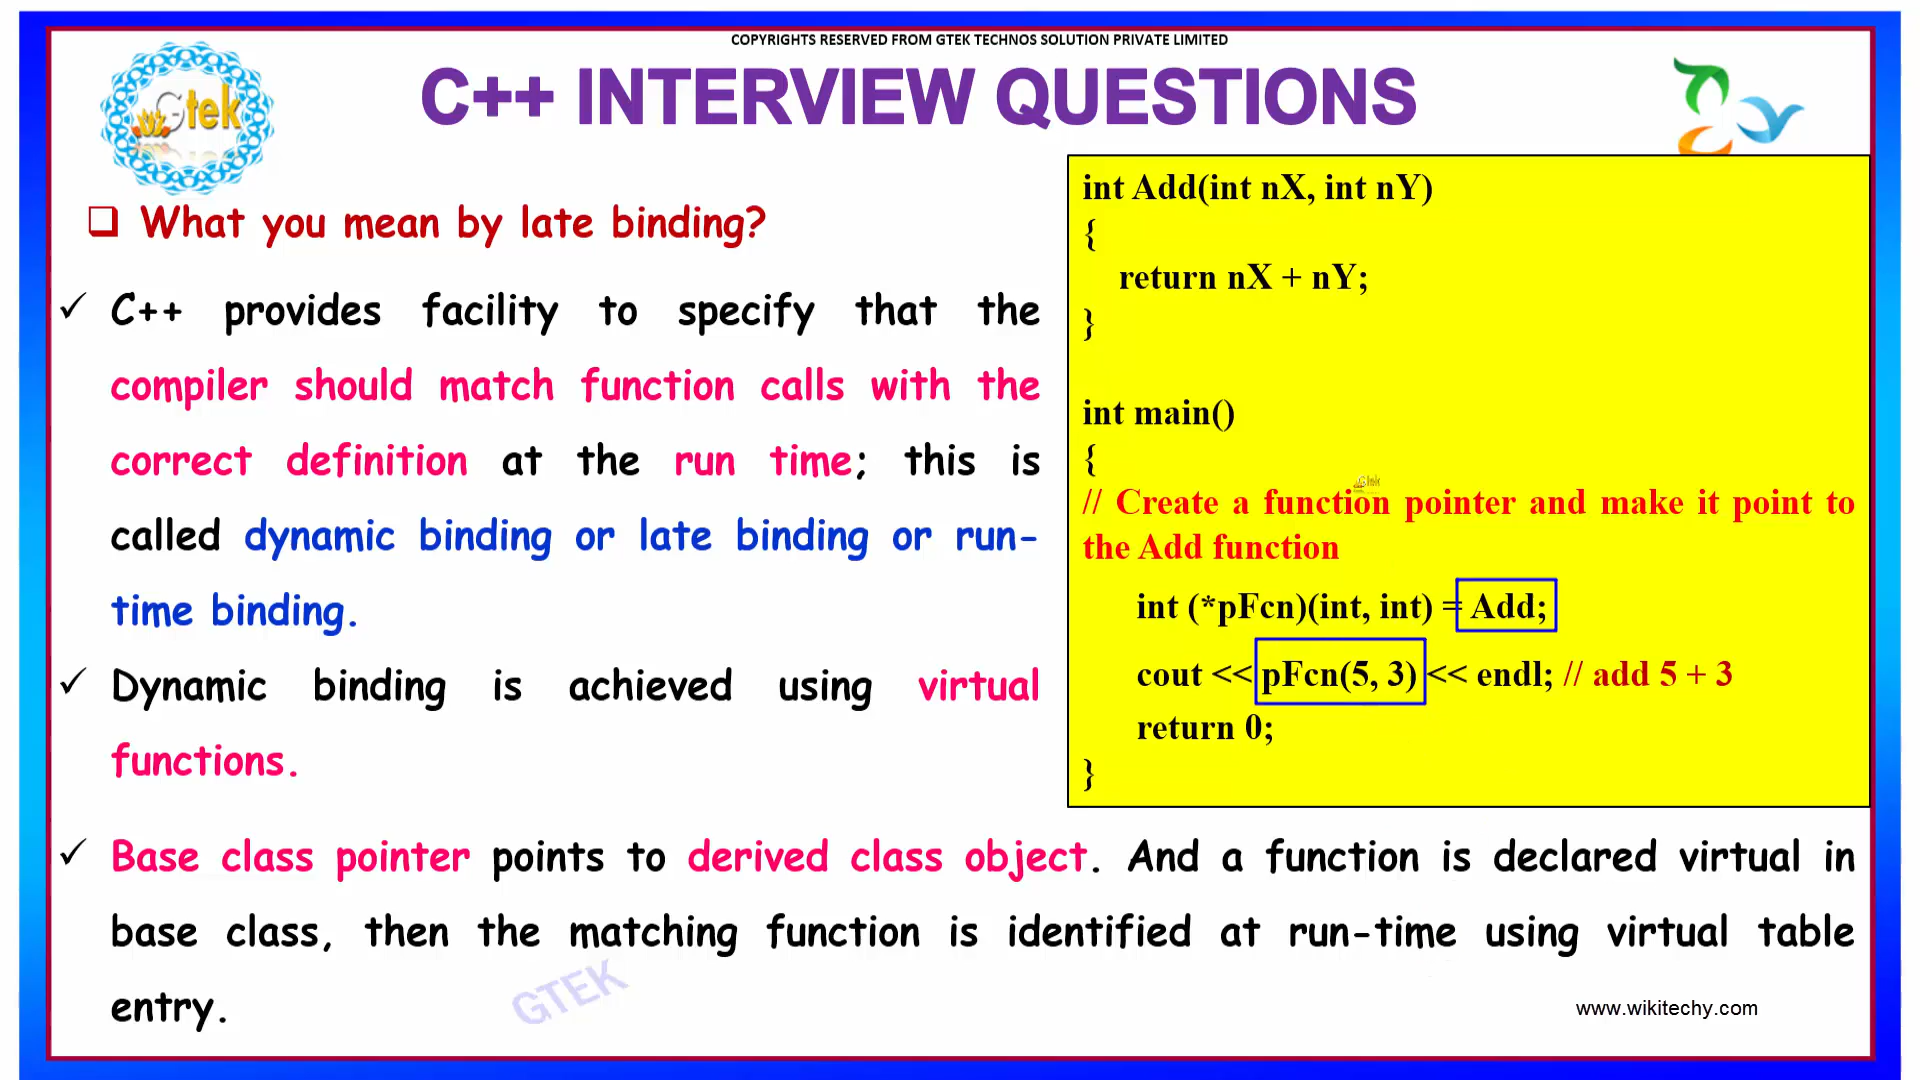 COPYRIGHTS RESERVED FROM GTEK TECHNOS SOLUTION PRIVATE LIMITED
Gtek
C++ INTERVIEW QUESTIONS
What you mean by late binding?
C++ provides facility to specify that the
compiler should match function calls with the
correct definition at the run time; this is
called dynamic binding or late binding or run-
time binding.
Dynamic binding is achieved using virtual
functions.
int Add(int nX, int nY)
{
return nX + nY;
}
int main()
{
Gtek
// Create a function pointer and make it point to
the Add function
int (*pFcn)(int, int) = Add;
cout << pFcn(5, 3) << endl; // add 5 + 3
return 0;
}
Base class pointer points to derived class object. And a function is declared virtual in
base class, then the matching function is identified at run-time using virtual table
entry.
GTEK
www.wikitechy.com